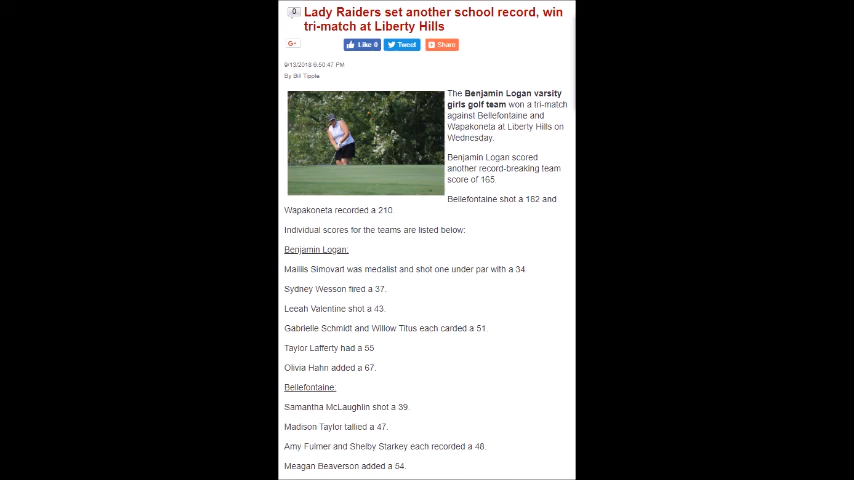 0
Lady Raiders set another school record, win
tri-match at Liberty Hills
G+
Like 0
Tweet
Share
9/13/2018 6:50:47 PM
By Bill Tipple
The Benjamin Logan varsity
girls golf team won a tri-match
against Bellefontaine and
Wapakoneta at Liberty Hills on
Wednesday.
Benjamin Logan scored
another record-breaking team
score of 165.
Bellefontaine shot a 182 and
Wapakoneta recorded a 210.
Individual scores for the teams are listed below:
Benjamin Logan:
Maillis Simovart was medalist and shot one under par with a 34.
Sydney Wesson fired a 37.
Leeah Valentine shot a 43.
Gabrielle Schmidt and Willow Titus each carded a 51.
Taylor Lafferty had a 55
Olivia Hahn added a 67.
Bellefontaine:
Samantha McLaughlin shot a 39.
Madison Taylor tallied a 47.
Amy Fulmer and Shelby Starkey each recorded a 48.
Meagan Beaverson added a 54.